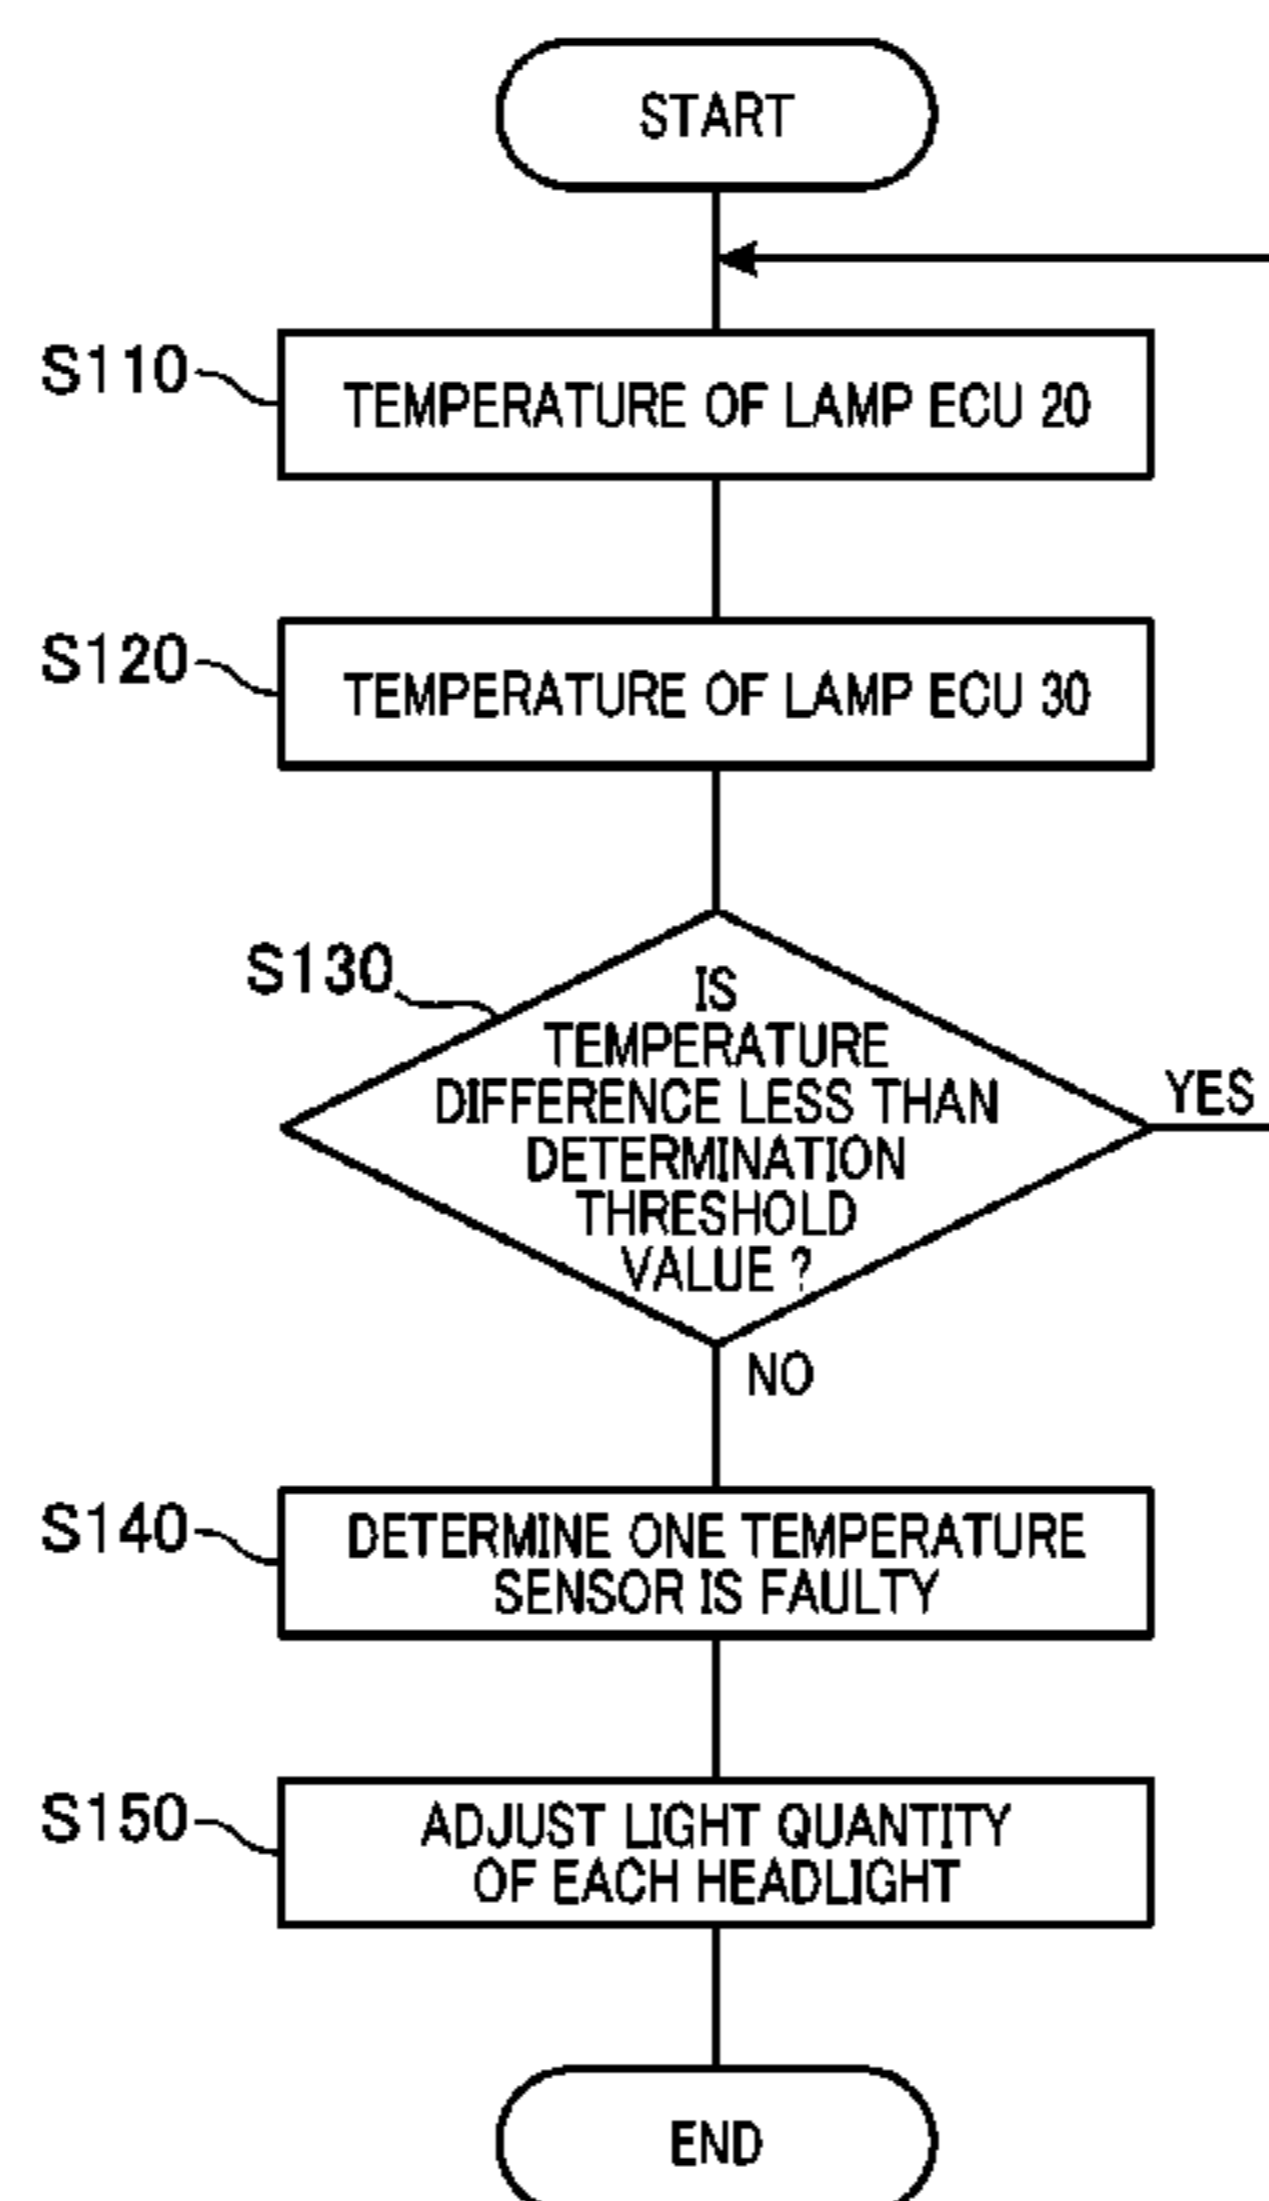 START
S110
TEMPERATURE OF LAMP ECU 20
S120
TEMPERATURE OF LAMP ECU 30
S130
IS
TEMPERATURE
DIFFERENCE LESS THAN
DETERMINATION
THRESHOLD
VALUE ?
YES
NO
S140
DETERMINE ONE TEMPERATURE
SENSOR IS FAULTY
S150
ADJUST LIGHT QUANTITY
OF EACH HEADLIGHT
END